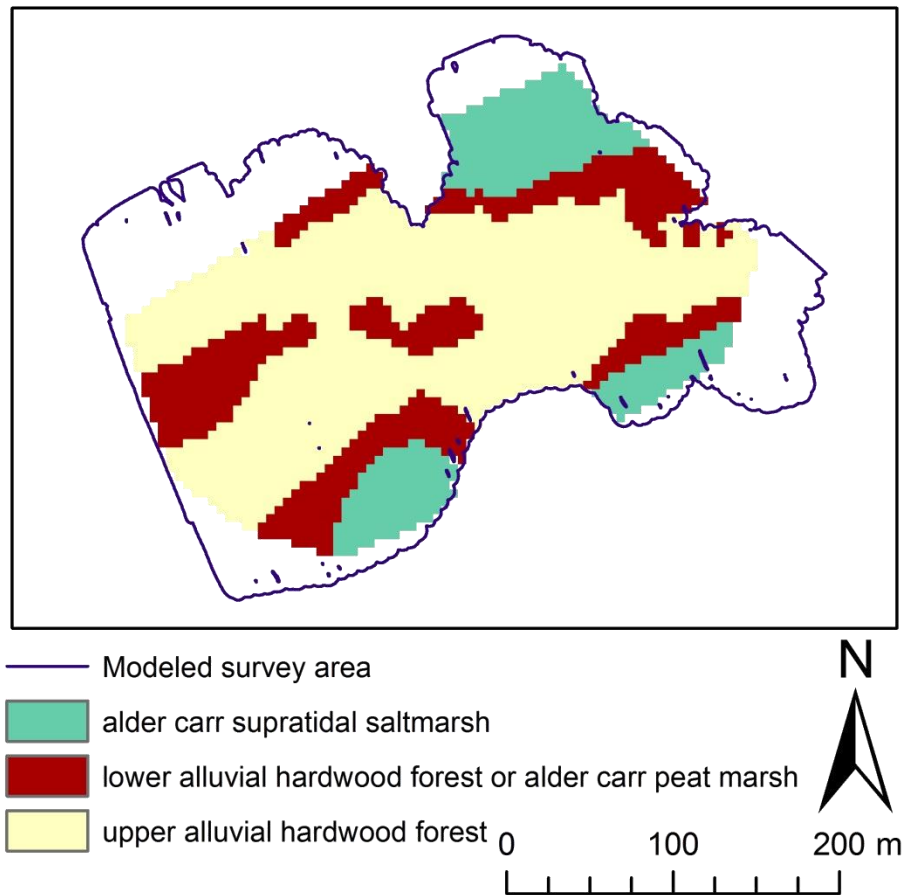 Modeled survey area
N
alder carr supratidal saltmarsh
lower alluvial hardwood forest or alder carr peat marsh
upper alluvial hardwood forest
0 100 200 m